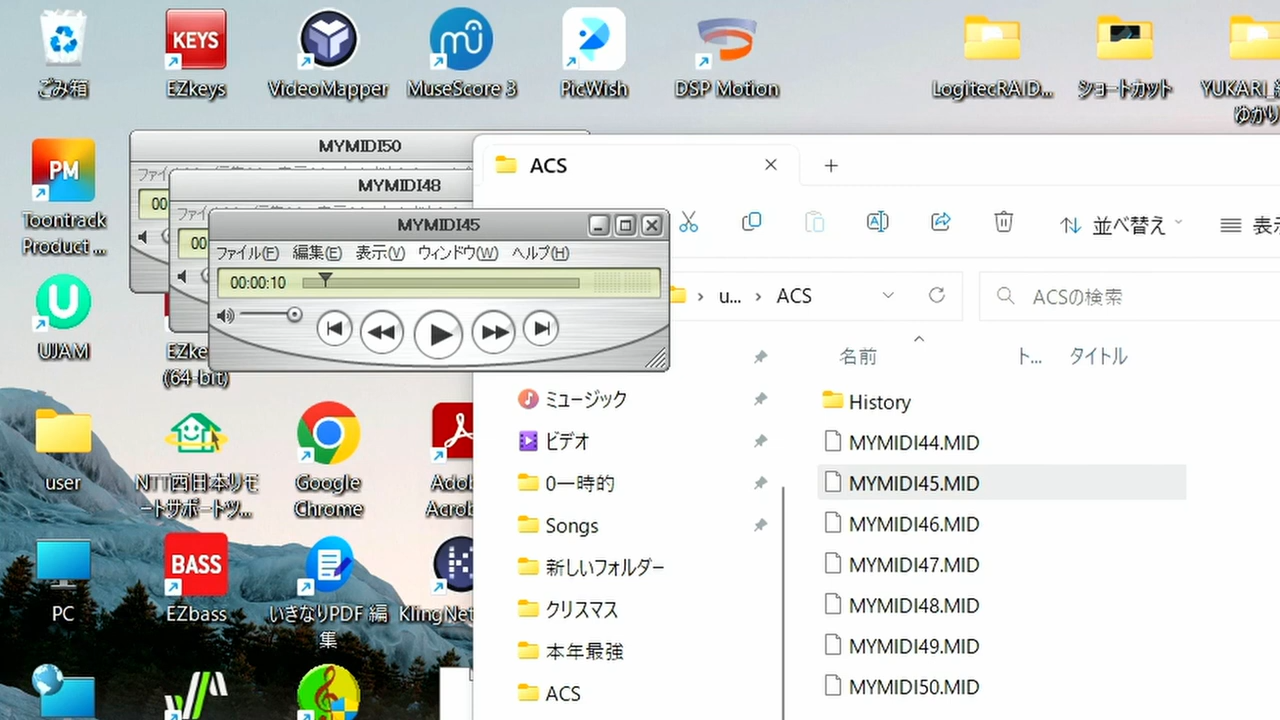 ごみ箱
KEYS
EZkeys
VideoMapper
MuseScore 3
PicWish
DSP Motion
LogitecRAID...
ショートカット
YUKARI_
ゆかり
PM
Toontrack
Product ...
UJAM
EZke
(64-bit)
user
NTT西日本リモ
ートサポートツ...
Google
Chrome
Adob
Acrob
PC
BASS
EZbass
いきなりPDF 編
集
KlingNet
MYMIDI50
00
MYMIDI48
00
MYMIDI45
ファイル(F) 編集(E) 表示(V) ウィンドウ(W) ヘルプ(H)
00:00:10
ACS
並べ替え
表示
u... › ACS
ACSの検索
名前
ト...
タイトル
ミュージック
ビデオ
0一時的
Songs
新しいフォルダー
クリスマス
本年最強
ACS
History
MYMIDI44.MID
MYMIDI45.MID
MYMIDI46.MID
MYMIDI47.MID
MYMIDI48.MID
MYMIDI49.MID
MYMIDI50.MID